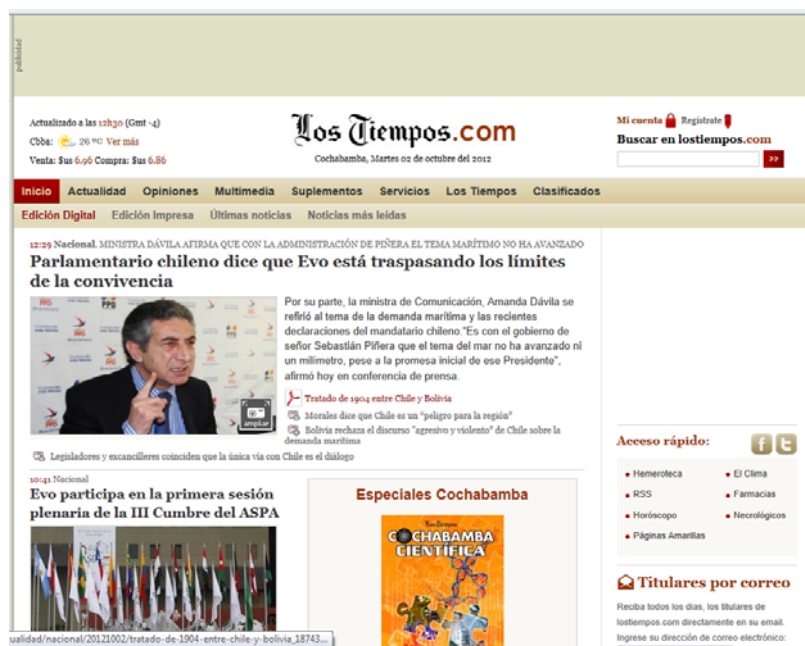 publicidad
Actualizado a las 12h30 (Gmt -4)
Cbba: 26 ºC Ver más
Venta: $us 6.96 Compra: $us 6.86
Los Tiempos.com
Cochabamba, Martes 02 de octubre del 2012
Mi cuenta Regístrate
Buscar en lostiempos.com
>>
Inicio Actualidad Opiniones Multimedia Suplementos Servicios Los Tiempos Clasificados
Edición Digital Edición Impresa Últimas noticias Noticias más leídas
12:29 Nacional. MINISTRA DÁVILA AFIRMA QUE CON LA ADMINISTRACIÓN DE PIÑERA EL TEMA MARÍTIMO NO HA AVANZADO
Parlamentario chileno dice que Evo está traspasando los límites
de la convivencia
Por su parte, la ministra de Comunicación, Amanda Dávila se
refirió al tema de la demanda marítima y las recientes
declaraciones del mandatario chileno."Es con el gobierno de
señor Sebastián Piñera que el tema del mar no ha avanzado ni
un milímetro, pese a la promesa inicial de ese Presidente",
afirmó hoy en conferencia de prensa.
ampliar
Tratado de 1904 entre Chile y Bolivia
Morales dice que Chile es un "peligro para la región"
Bolivia rechaza el discurso "agresivo y violento" de Chile sobre la
demanda marítima
Legisladores y excancilleres coinciden que la única vía con Chile es el diálogo
10:41 Nacional
Evo participa en la primera sesión
plenaria de la III Cumbre del ASPA
Especiales Cochabamba
Los Tiempos
COCHABAMBA
CIENTÍFICA
Acceso rápido:
f t
Hemeroteca
El Clima
RSS
Farmacias
Horóscopo
Necrológicos
Páginas Amarillas
Titulares por correo
Reciba todos los días, los titulares de
lostiempos.com directamente en su email.
Ingrese su dirección de correo electrónico:
ualidad/nacional/20121002/tratado-de-1904-entre-chile-y-bolivia_18743...